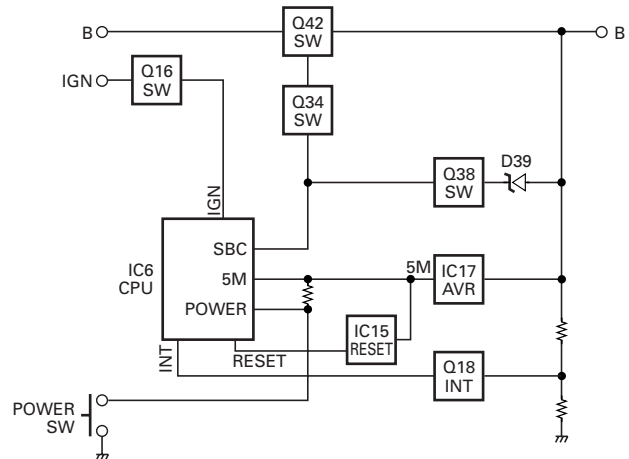 B
Q42
SW
B
IGN
Q16
SW
Q34
SW
D39
Q38
SW
IGN
SBC
IC6
CPU
5M
5M
IC17
AVR
POWER
IC15
RESET
INT
RESET
Q18
INT
POWER
SW